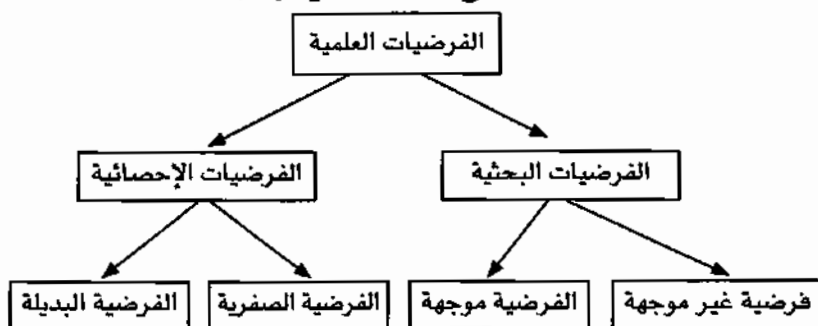 الفرضيات العلمية
الفرضيات البحثية
الفرضيات الإحصائية
فرضية غير موجهة
الفرضية موجهة
الفرضية الصفرية
الفرضية البديلة